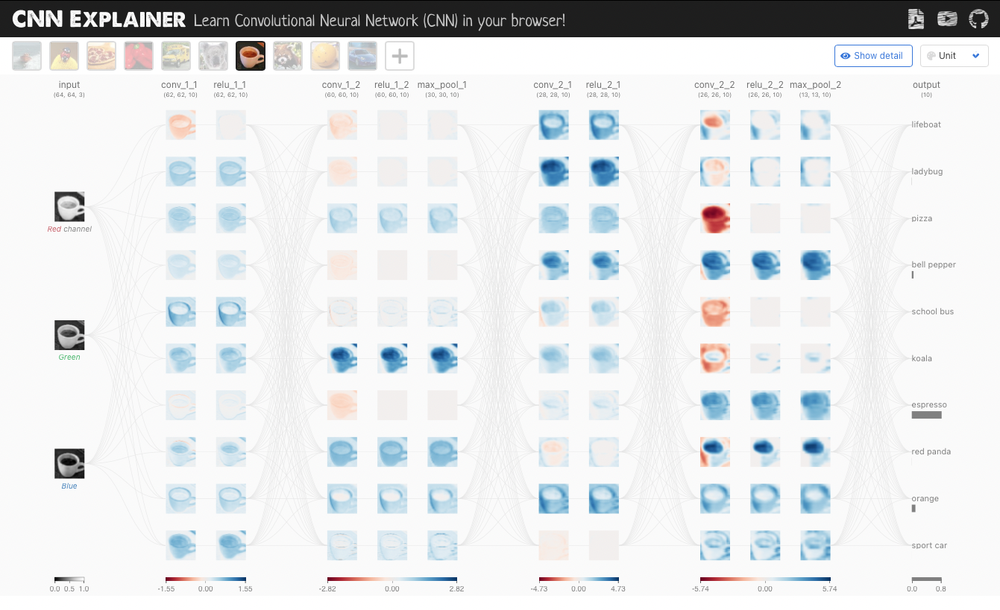 CNN EXPLAINER Learn Convolutional Neural Network (CNN) in your browser!
Show detail
Unit
input conv_1_1 relu_1_1 conv_1_2 relu_1_2 max_pool_1 conv_2_1 relu_2_1 conv_2_2 relu_2_2 max_pool_2 output
(64, 64, 3) (62, 62, 10) (62, 62, 10) (60, 60, 10) (60, 60, 10) (30, 30, 10) (28, 28, 10) (28, 28, 10) (26, 26, 10) (26, 26, 10) (13, 13, 10) (10)
lifeboat
ladybug
pizza
Red channel
bell pepper
school bus
Green
koala
espresso
red panda
Blue
orange
sport car
0.0 0.5 1.0 -1.55 0.00 1.55 -2.82 0.00 2.82 -4.73 0.00 4.73 -5.74 0.00 5.74 0.0 0.8